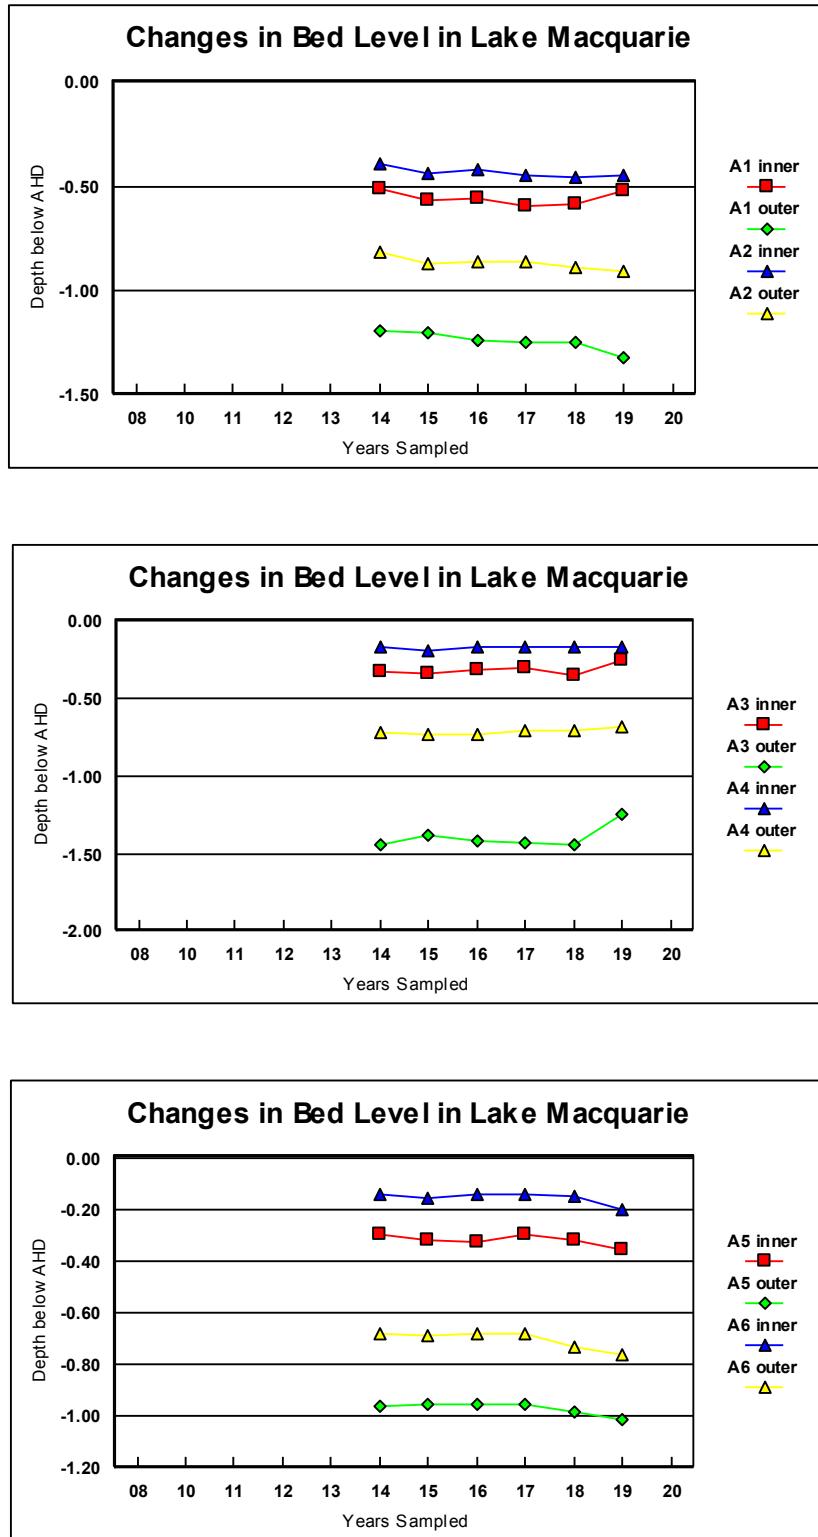 Changes in Bed Level in Lake Macquarie
0.00
-0.50
-1.00
-1.50
Depth below AHD
08 10 11 12 13 14 15 16 17 18 19 20
Years Sampled
A1 inner
A1 outer
A2 inner
A2 outer
Changes in Bed Level in Lake Macquarie
0.00
-0.50
-1.00
-1.50
-2.00
Depth below AHD
08 10 11 12 13 14 15 16 17 18 19 20
Years Sampled
A3 inner
A3 outer
A4 inner
A4 outer
Changes in Bed Level in Lake Macquarie
0.00
-0.20
-0.40
-0.60
-0.80
-1.00
-1.20
Depth below AHD
08 10 11 12 13 14 15 16 17 18 19 20
Years Sampled
A5 inner
A5 outer
A6 inner
A6 outer